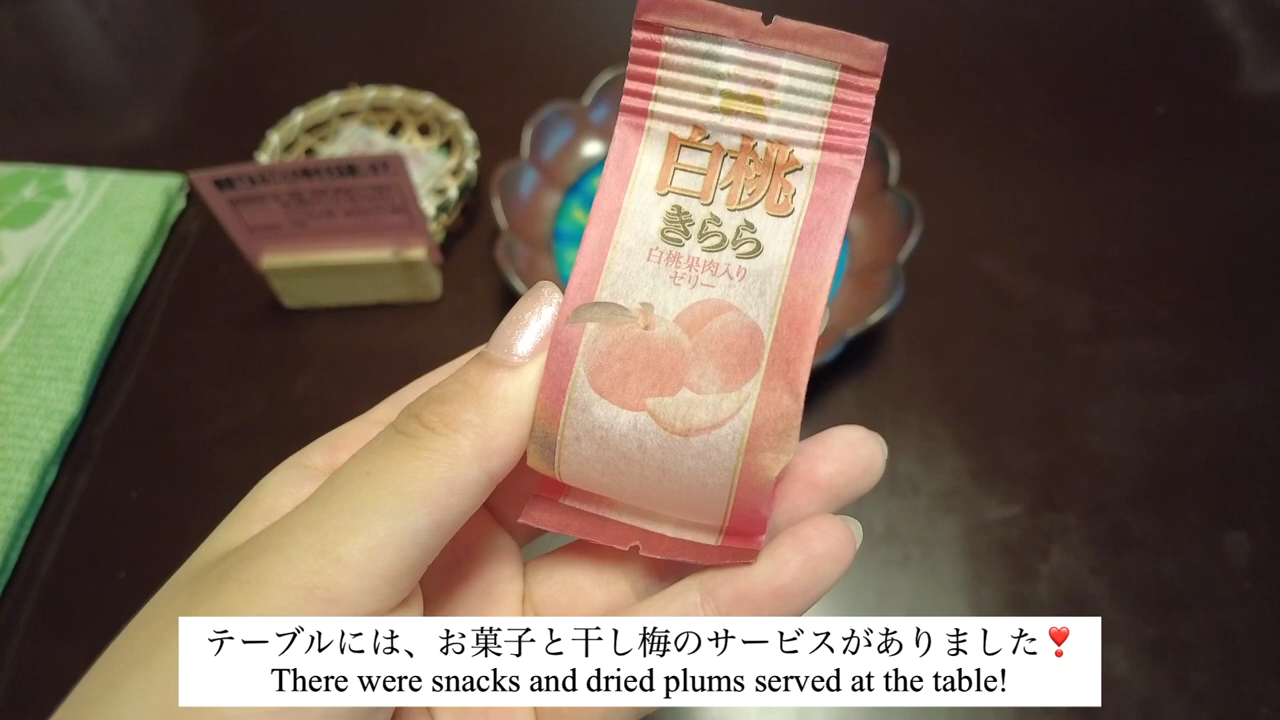 白桃
きらら
白桃果肉入り
ゼリー
テーブルには、お菓子と干し梅のサービスがありました❣️
There were snacks and dried plums served at the table!